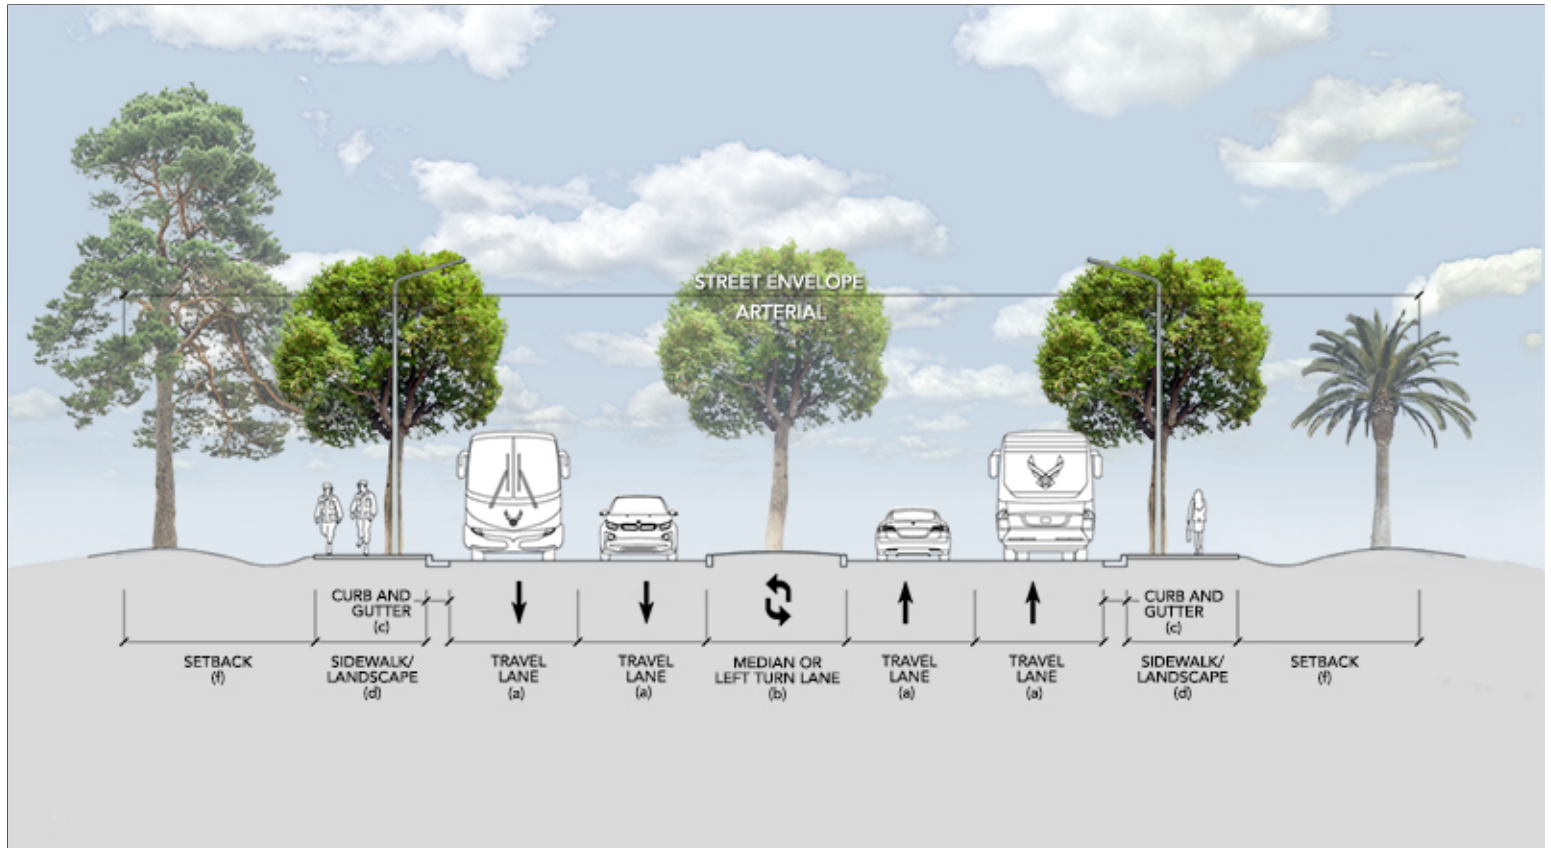 STREET ENVELOPE
ARTERIAL
CURB AND
GUTTER
(c)
CURB AND
GUTTER
(c)
SETBACK
(f)
SIDEWALK/
LANDSCAPE
(d)
TRAVEL
LANE
(a)
TRAVEL
LANE
(a)
MEDIAN OR
LEFT TURN LANE
(b)
TRAVEL
LANE
(a)
TRAVEL
LANE
(a)
SIDEWALK/
LANDSCAPE
(d)
SETBACK
(f)